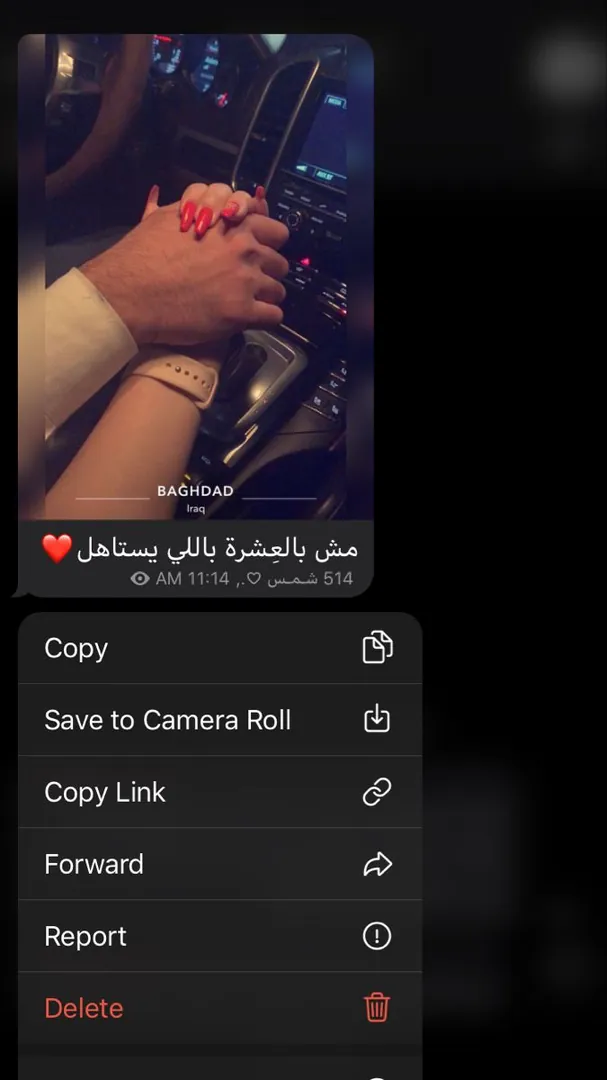 BAGHDAD
Iraq
مش بالعِشرة باللي يستاهل❤️
514 شمـس ♡., 11:14 AM
Copy
Save to Camera Roll
Copy Link
Forward
Report
Delete